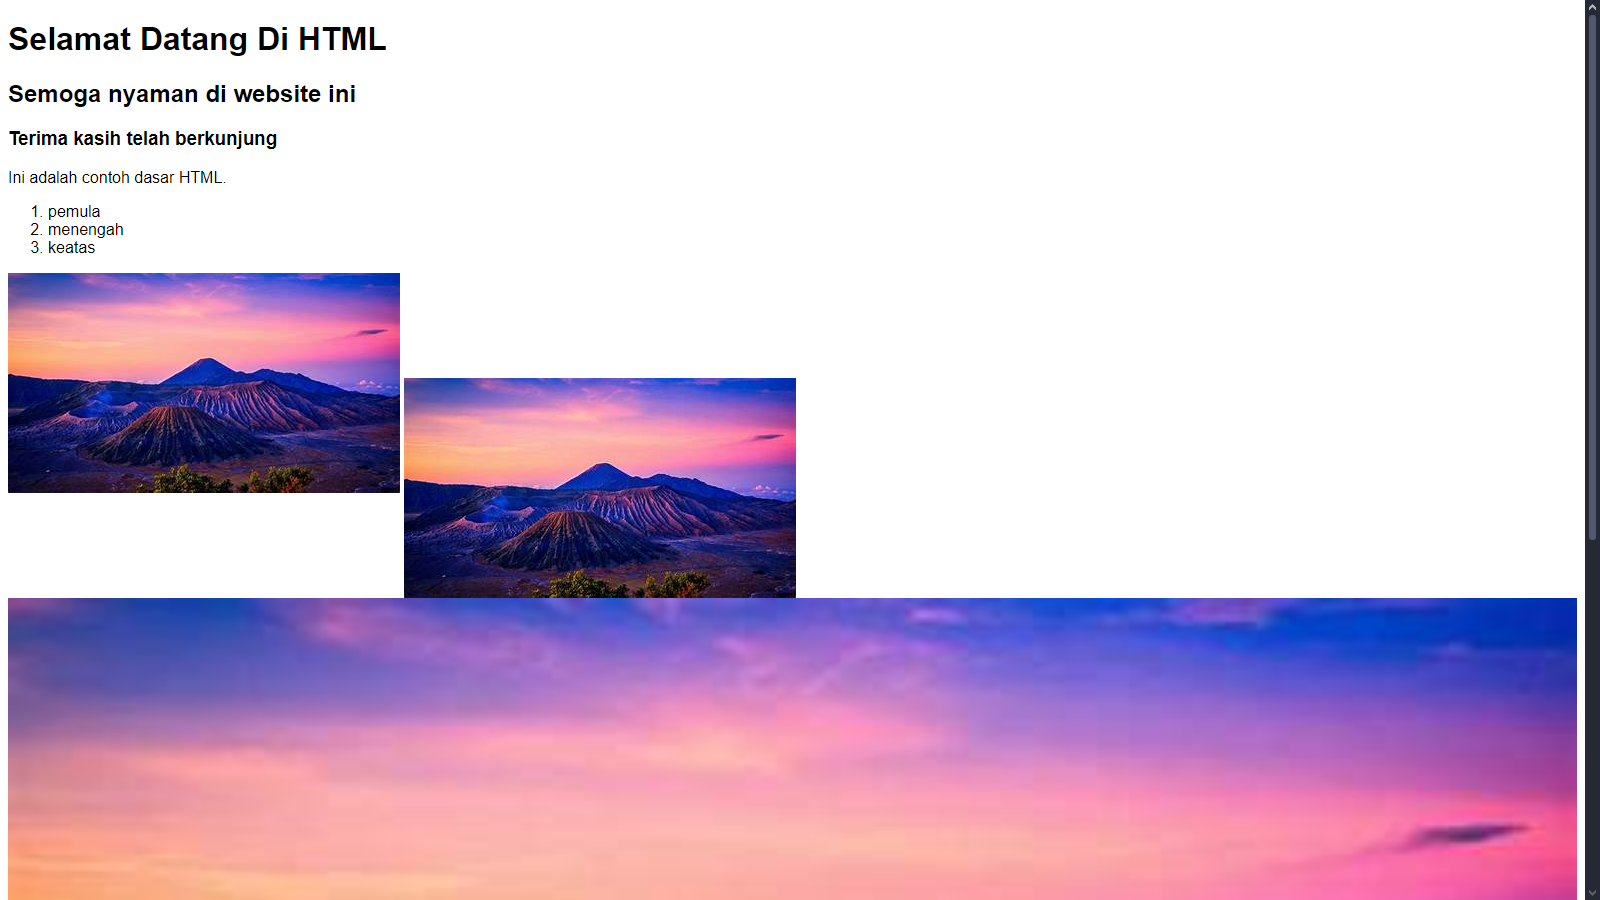 Selamat Datang Di HTML
Semoga nyaman di website ini
Terima kasih telah berkunjung
Ini adalah contoh dasar HTML.
1. pemula
2. menengah
3. keatas